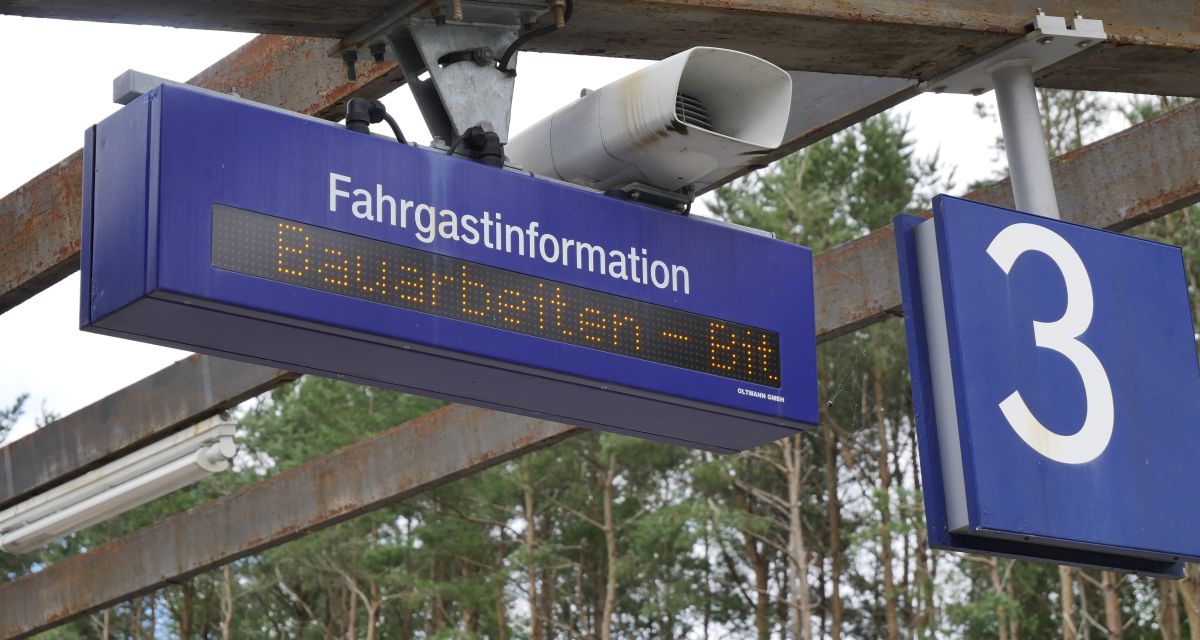 Fahrgastinformation
Bauarbeiten - Bit
OLTMANN GMBH
3